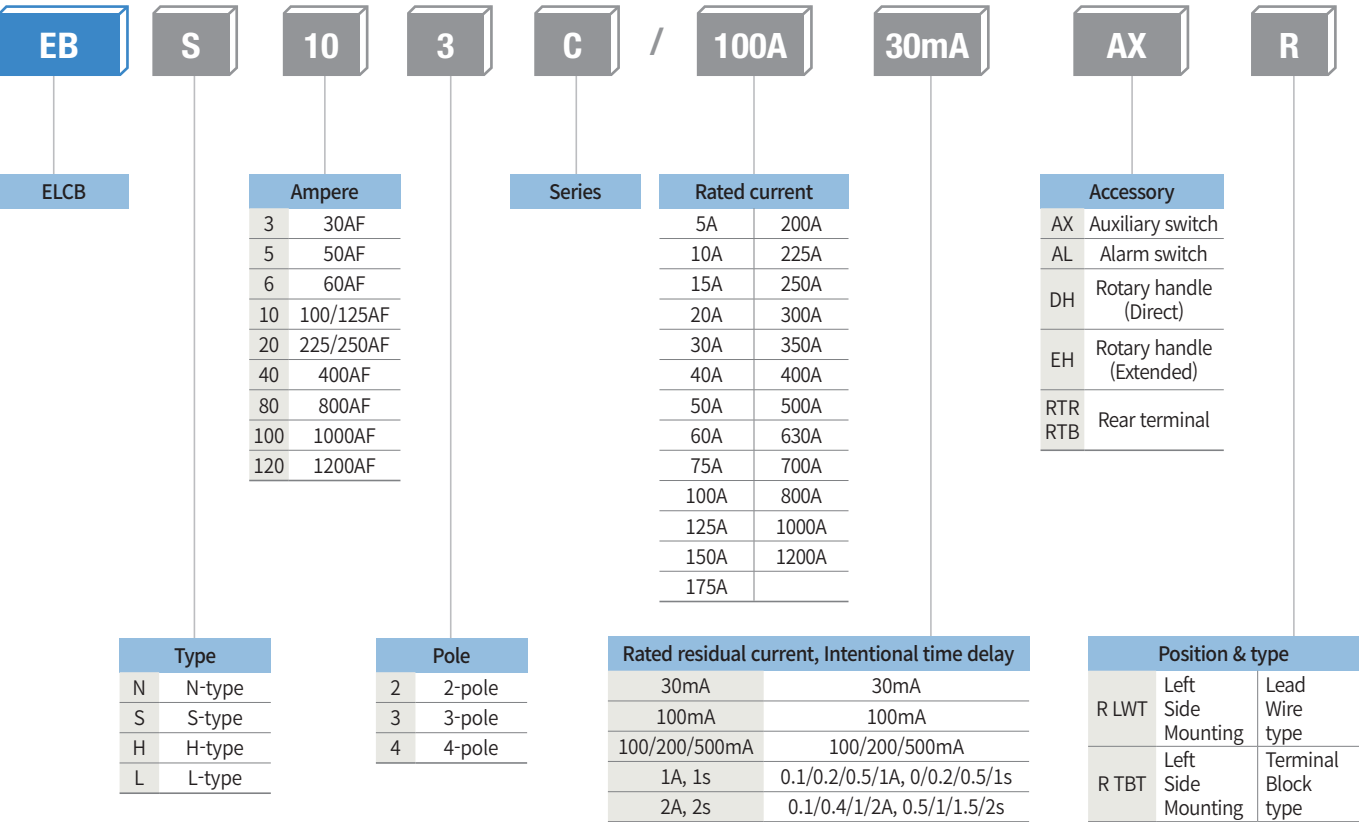 EB S 10 3 C / 100A 30mA AX R
ELCB
Ampere
3 30AF
5 50AF
6 60AF
10 100/125AF
20 225/250AF
40 400AF
80 800AF
100 1000AF
120 1200AF
Series
Rated current
5A 200A
10A 225A
15A 250A
20A 300A
30A 350A
40A 400A
50A 500A
60A 630A
75A 700A
100A 800A
125A 1000A
150A 1200A
175A
Accessory
AX Auxiliary switch
AL Alarm switch
DH Rotary handle
(Direct)
EH Rotary handle
(Extended)
RTR
RTB
Rear terminal
Type
N N-type
S S-type
H H-type
L L-type
Pole
2 2-pole
3 3-pole
4 4-pole
Rated residual current, Intentional time delay
30mA 30mA
100mA 100mA
100/200/500mA 100/200/500mA
1A, 1s 0.1/0.2/0.5/1A, 0/0.2/0.5/1s
2A, 2s 0.1/0.4/1/2A, 0.5/1/1.5/2s
Position & type
R LWT
Left
Side
Mounting
Lead
Wire
type
R TBT
Left
Side
Mounting
Terminal
Block
type